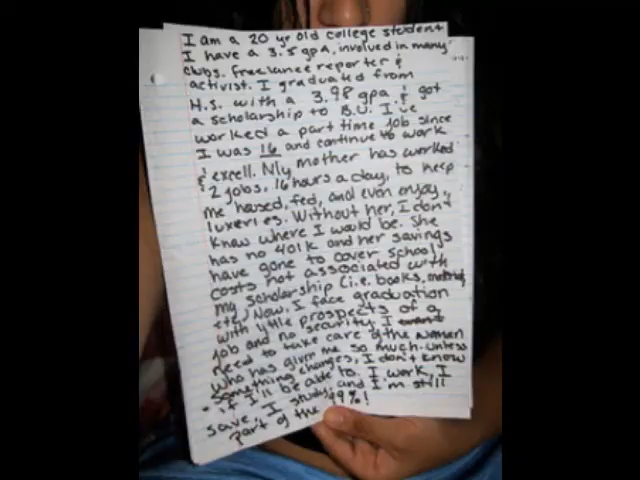 I am a 20 yr old college student
I have a 3.5 gpa, involved in many
clubs, freelance reporter &
activist. I graduated from
H.S. with a 3.98 gpa & got
a scholarship to B.U. I've
worked a part time job since
I was 16 and continue to work
& excell. My mother has worked
2 jobs, 16 hours a day, to keep
me housed, fed, and even enjoy
luxeries. Without her, I don't
know where I would be. She
has no 401k and her savings
have gone to cover school
costs not associated with
my scholarship (i.e. books,
etc) Now, I face graduation
with little prospects of a
job and no security. I
need to take care of the women
who has given me so much. Unless
something changes, I don't know
if I'll be able to. I work, I
save, I study, and I'm still
part of the 99%!